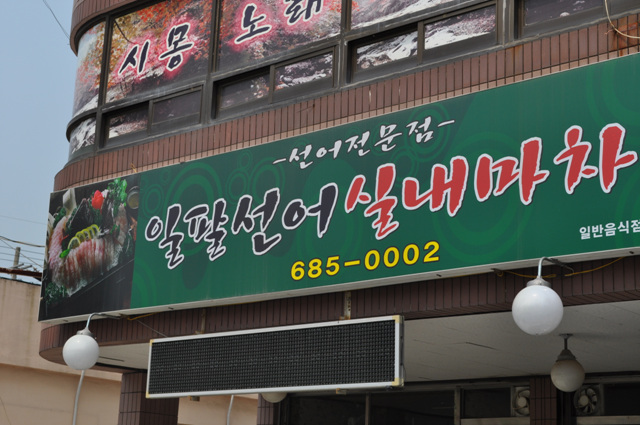 시몽 노래
-선어전문점-
일팔선어실내마차
685-0002
일반음식점